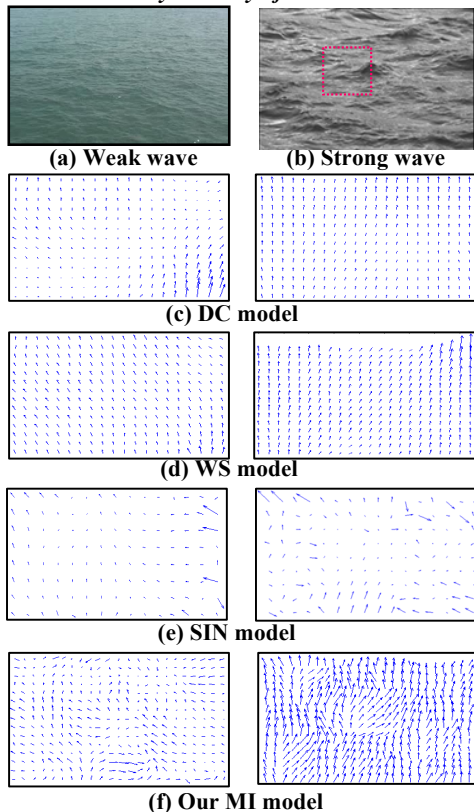 (a) Weak wave (b) Strong wave
(c) DC model
(d) WS model
(e) SIN model
(f) Our MI model